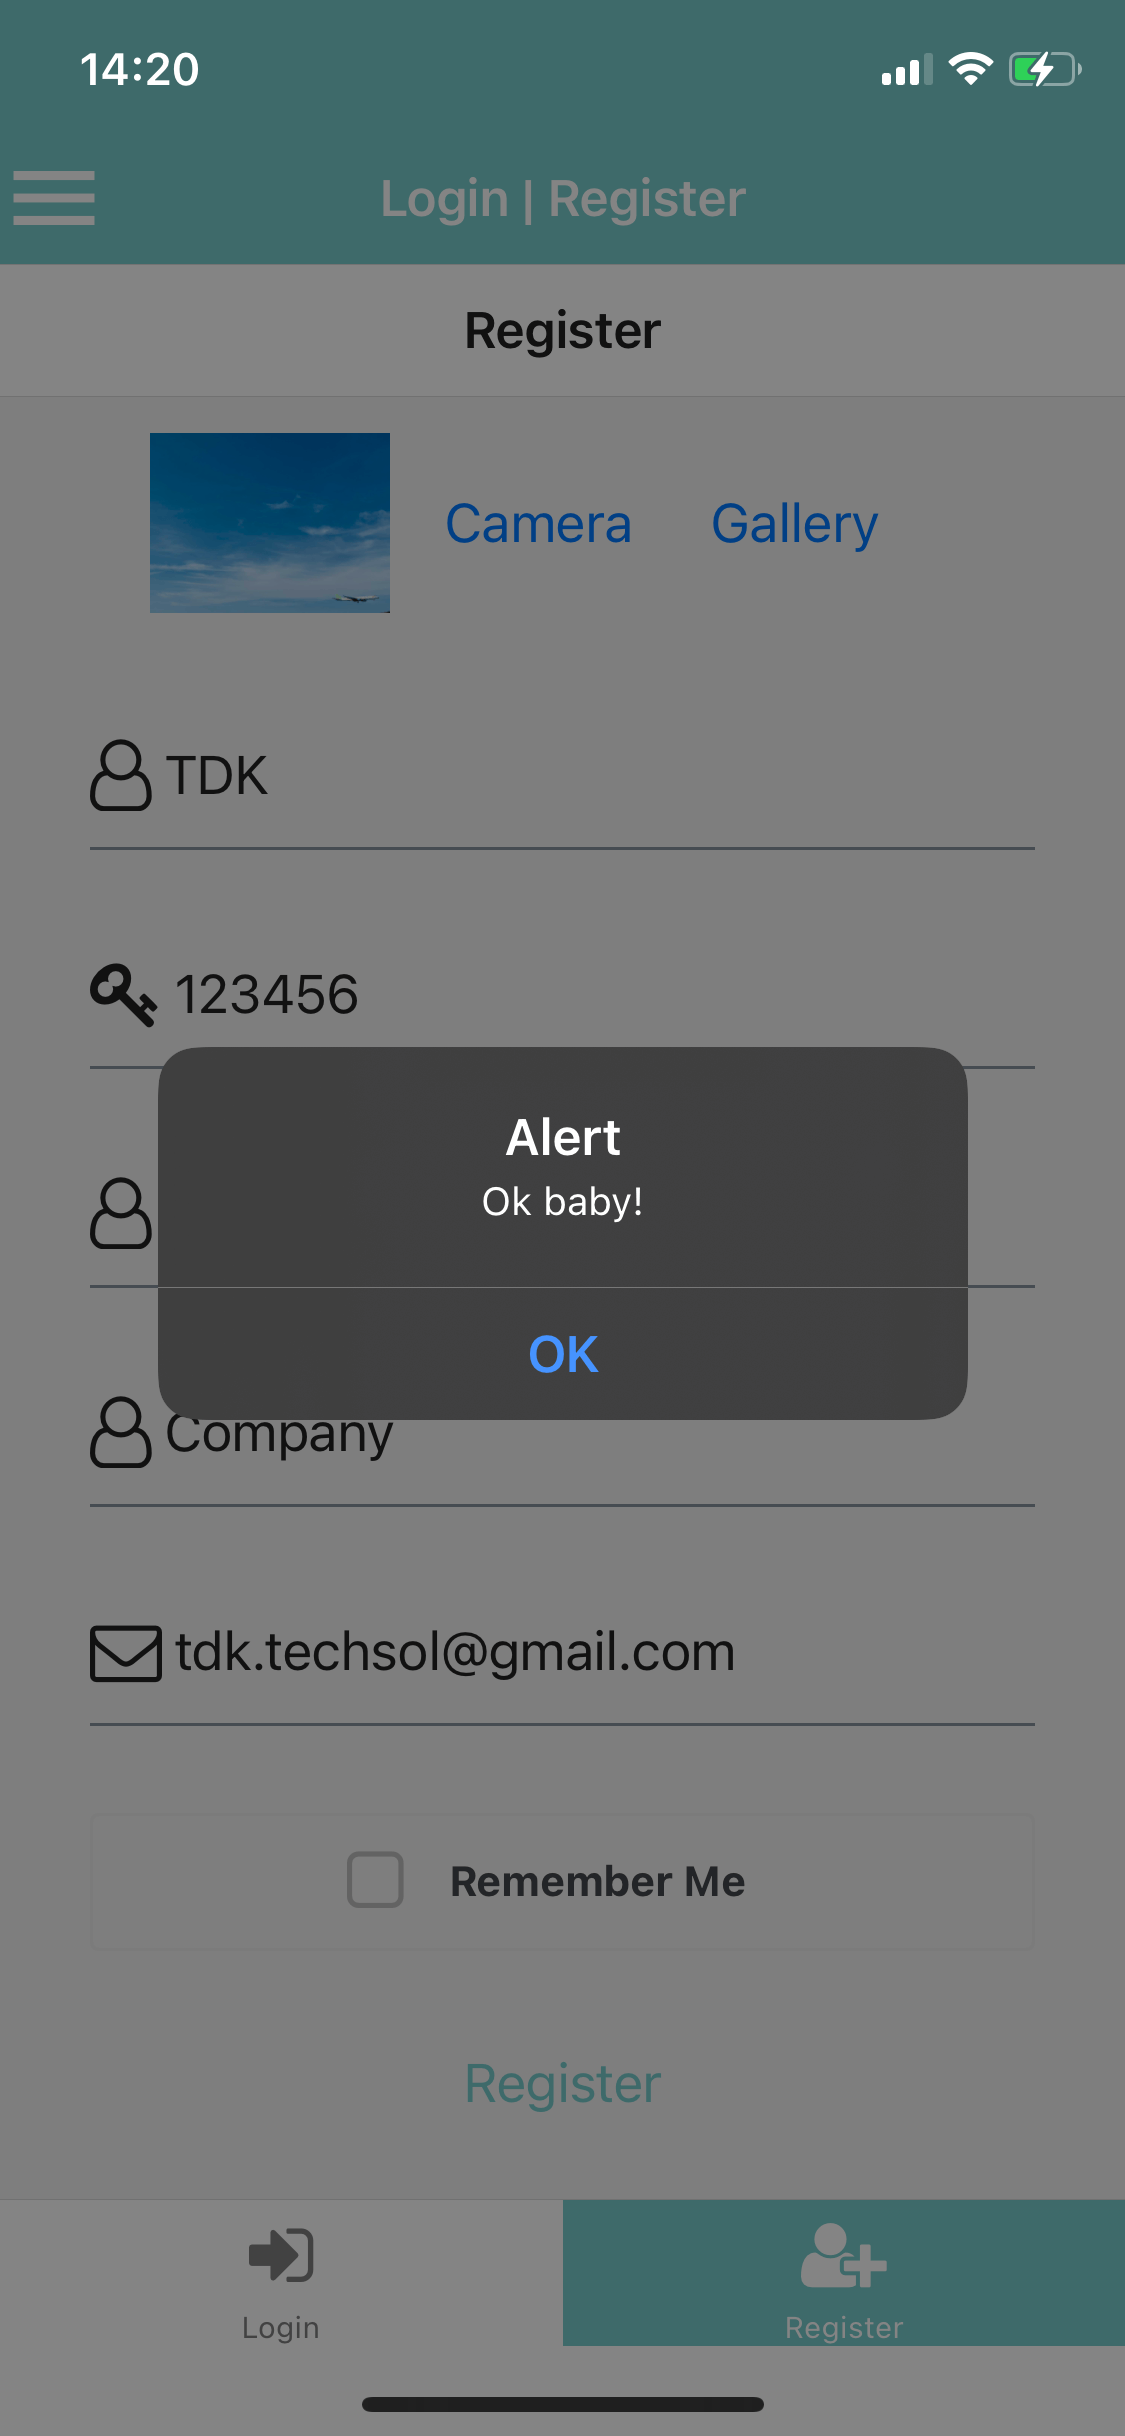 14:20
Login | Register
Register
Camera Gallery
TDK
123456
Alert
Ok baby!
OK
Company
tdk.techsol@gmail.com
Remember Me
Register
Login Register